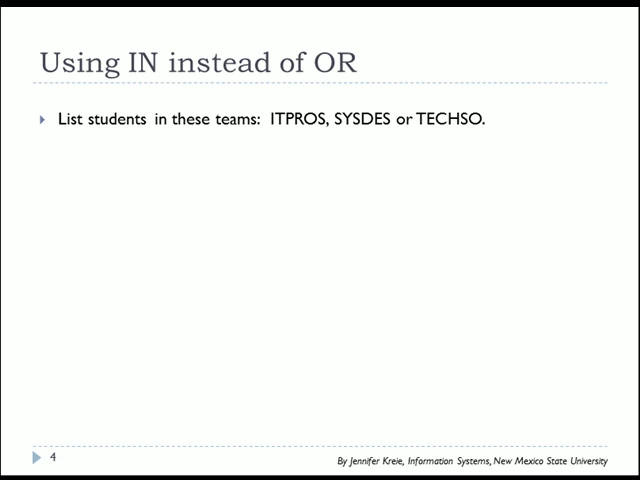 Using IN instead of OR
List students in these teams: ITPROS, SYSDES or TECHSO.
4
By Jennifer Kreie, Information Systems, New Mexico State University